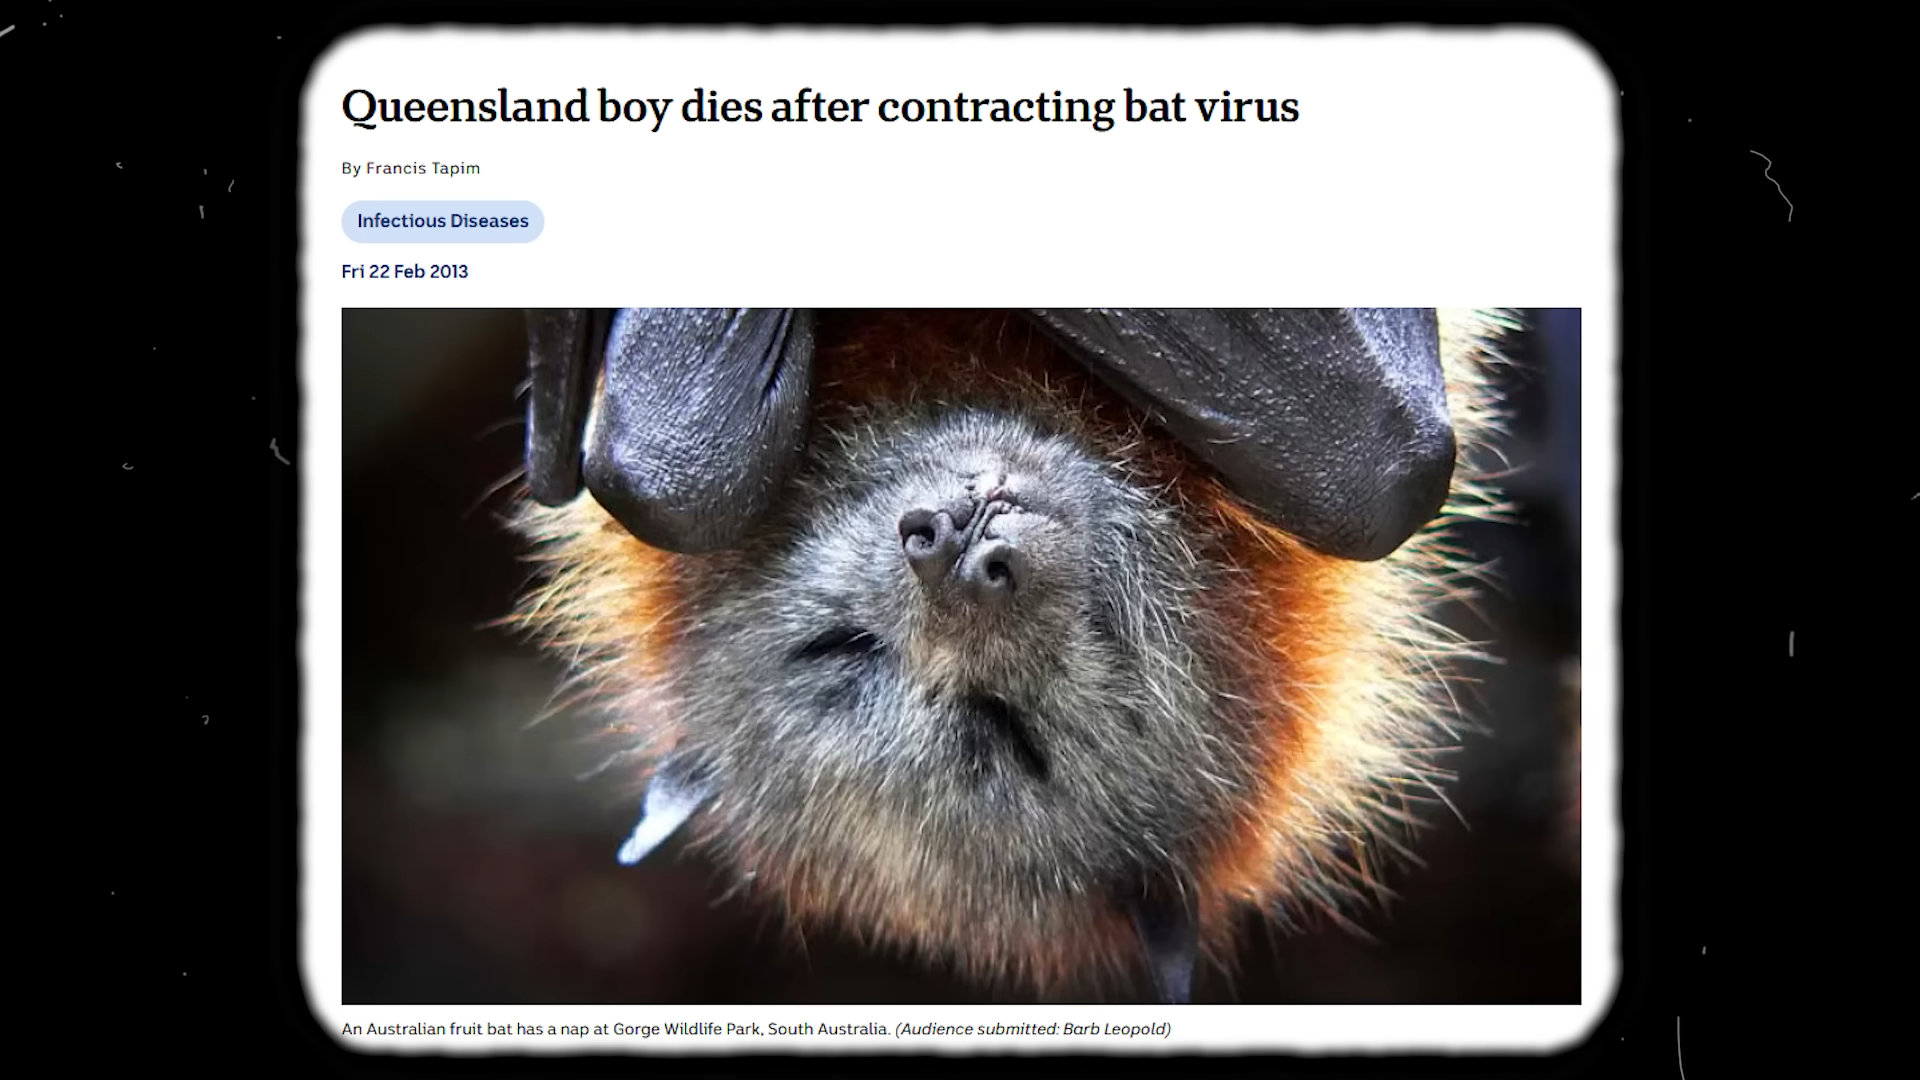 Queensland boy dies after contracting bat virus
By Francis Tapim
Infectious Diseases
Fri 22 Feb 2013
An Australian fruit bat has a nap at Gorge Wildlife Park, South Australia. (Audience submitted: Barb Leopold)